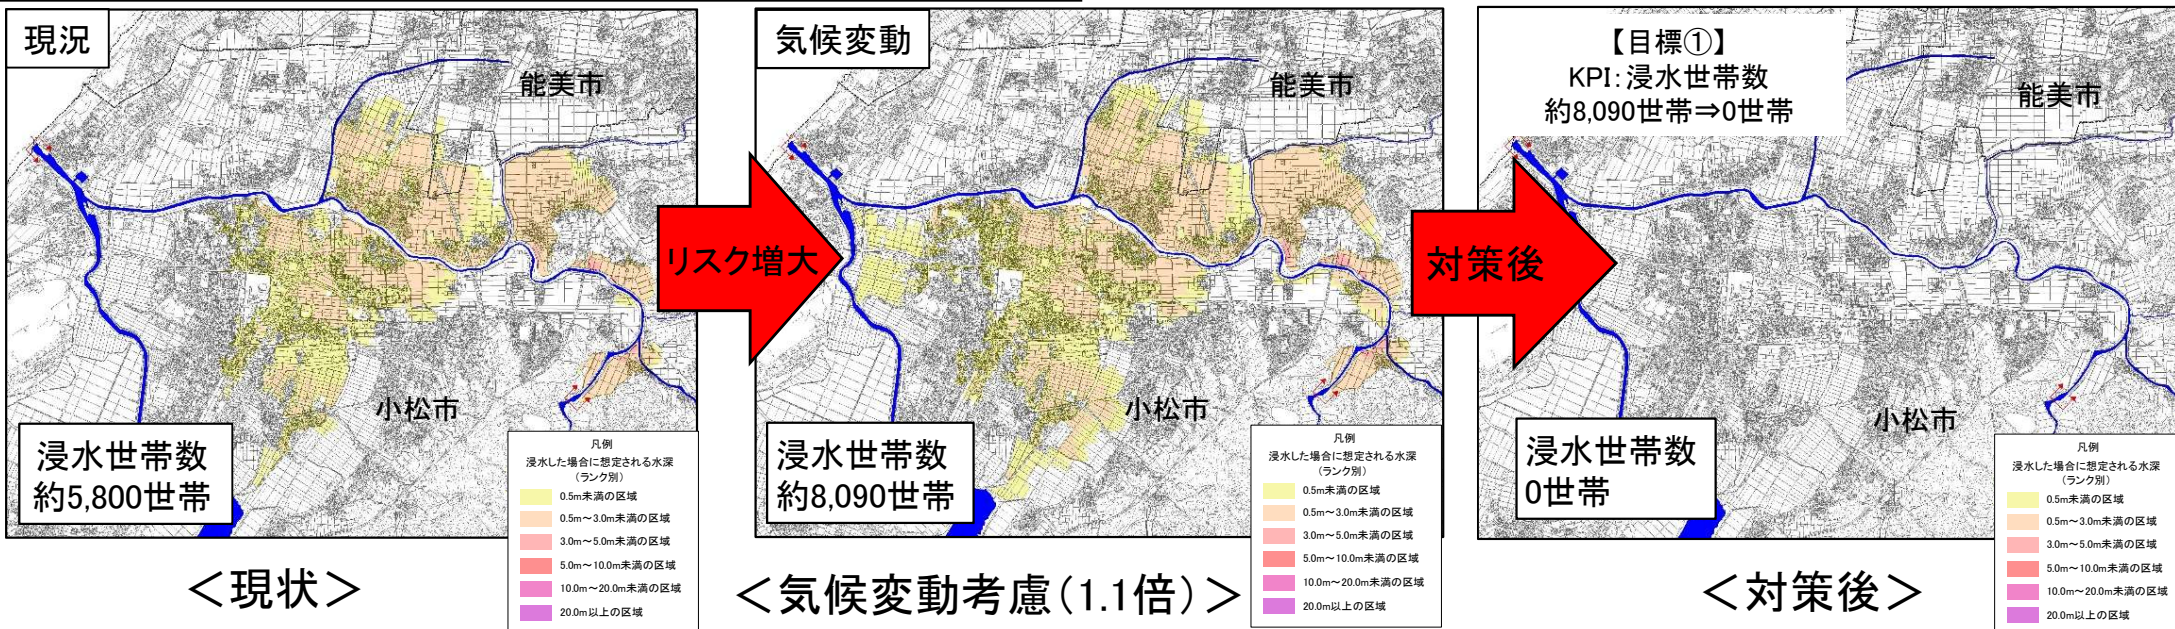 現況
能美市
小松市
浸水世帯数
約5,800世帯
凡例
浸水した場合に想定される水深
(ランク別)
0.5m未満の区域
0.5m～3.0m未満の区域
3.0m～5.0m未満の区域
5.0m～10.0m未満の区域
10.0m～20.0m未満の区域
20.0m以上の区域
＜現状＞
リスク増大
気候変動
能美市
小松市
浸水世帯数
約8,090世帯
凡例
浸水した場合に想定される水深
(ランク別)
0.5m未満の区域
0.5m～3.0m未満の区域
3.0m～5.0m未満の区域
5.0m～10.0m未満の区域
10.0m～20.0m未満の区域
20.0m以上の区域
＜気候変動考慮(1.1倍)＞
対策後
【目標①】
KPI:浸水世帯数
約8,090世帯⇒0世帯
能美市
小松市
浸水世帯数
0世帯
凡例
浸水した場合に想定される水深
(ランク別)
0.5m未満の区域
0.5m～3.0m未満の区域
3.0m～5.0m未満の区域
5.0m～10.0m未満の区域
10.0m～20.0m未満の区域
20.0m以上の区域
＜対策後＞